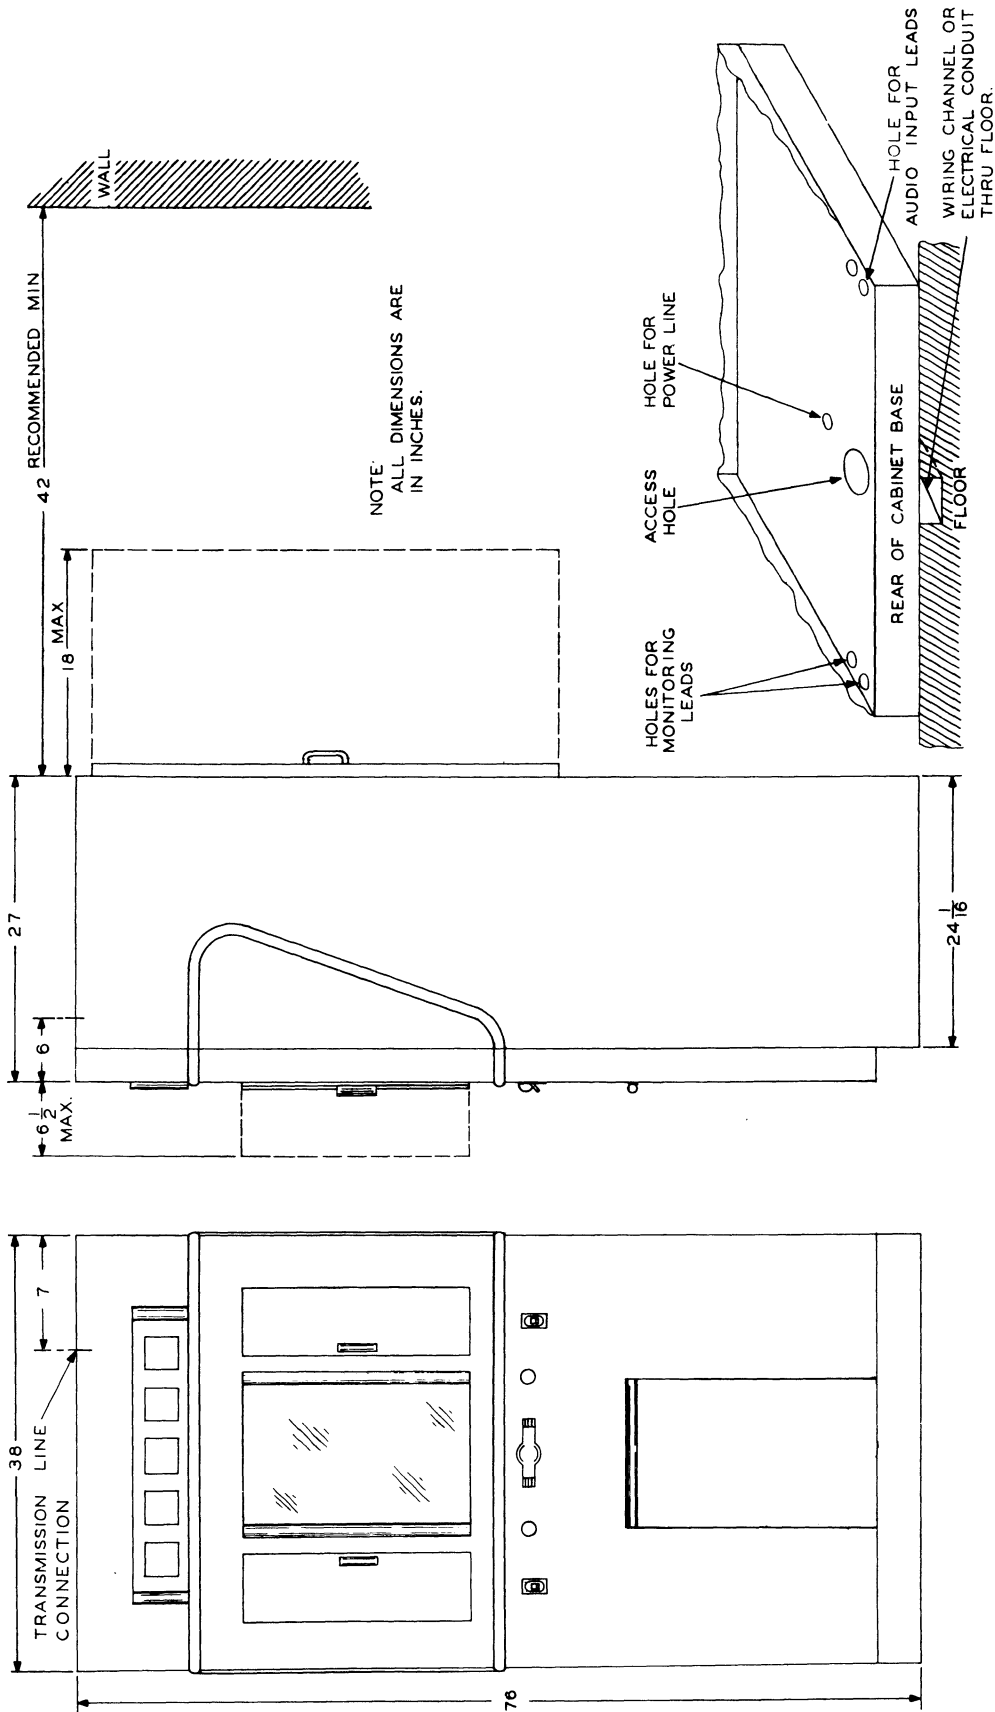 38
7
TRANSMISSION LINE
CONNECTION
76
6 1/2
MAX.
6
27
24 1/16
18 MAX
42 RECOMMENDED MIN
WALL
NOTE:
ALL DIMENSIONS ARE
IN INCHES.
HOLES FOR
MONITORING
LEADS
ACCESS
HOLE
HOLE FOR
POWER LINE
REAR OF CABINET BASE
FLOOR
HOLE FOR
AUDIO INPUT LEADS
WIRING CHANNEL OR
ELECTRICAL CONDUIT
THRU FLOOR.